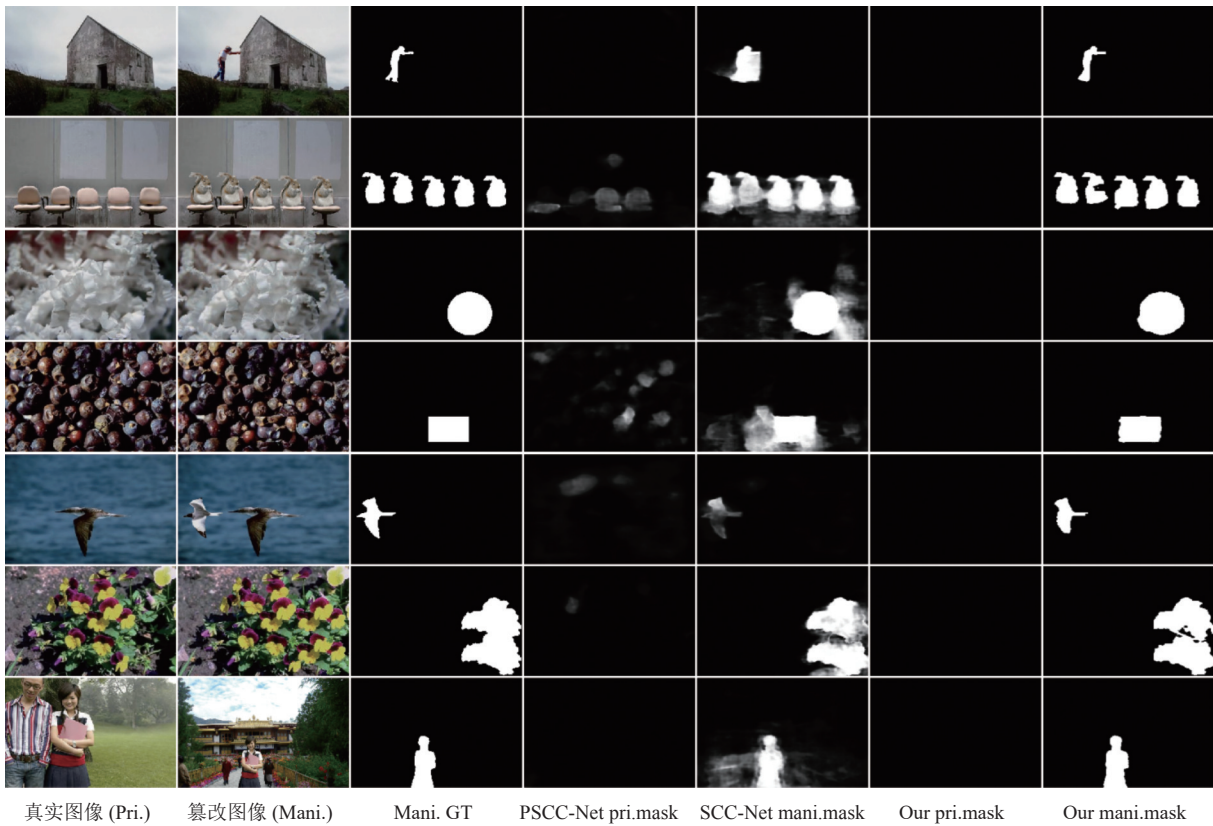 真实图像 (Pri.) 篡改图像 (Mani.) Mani. GT PSCC-Net pri.mask SCC-Net mani.mask Our pri.mask Our mani.mask